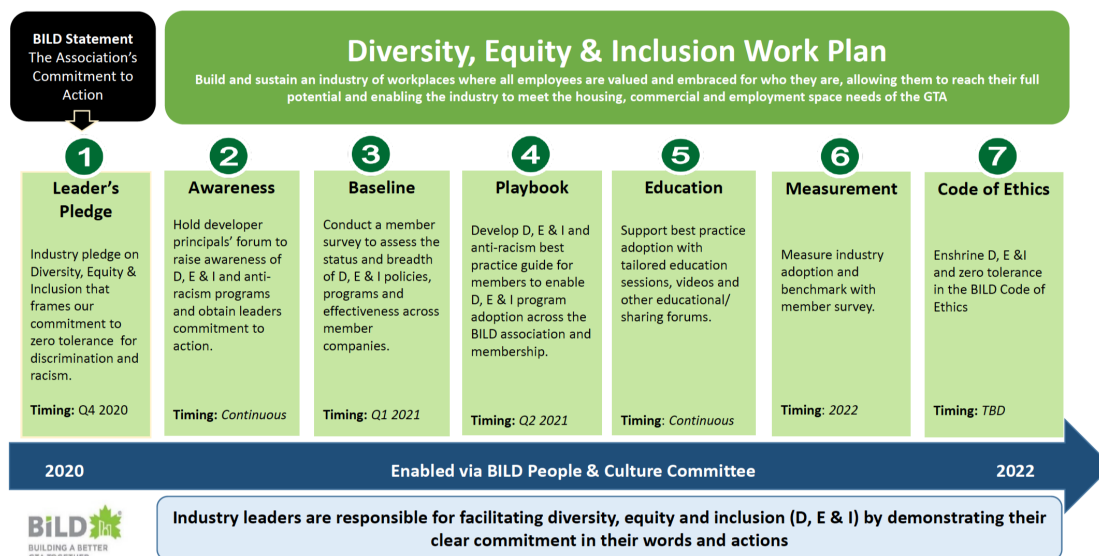 BILD Statement
The Association's
Commitment to
Action
Diversity, Equity & Inclusion Work Plan
Build and sustain an industry of workplaces where all employees are valued and embraced for who they are, allowing them to reach their full
potential and enabling the industry to meet the housing, commercial and employment space needs of the GTA
1
Leader's
Pledge
Industry pledge on
Diversity, Equity &
Inclusion that
frames our
commitment to
zero tolerance for
discrimination and
racism.
Timing: Q4 2020
2
Awareness
Hold developer
principals' forum to
raise awareness of
D, E & I and anti-
racism programs
and obtain leaders
commitment to
action.
Timing: Continuous
3
Baseline
Conduct a member
survey to assess the
status and breadth
of D, E & I policies,
programs and
effectiveness across
member
companies.
Timing: Q1 2021
4
Playbook
Develop D, E & I and
anti-racism best
practice guide for
members to enable
D, E & I program
adoption across the
BILD association and
membership.
Timing: Q2 2021
5
Education
Support best practice
adoption with
tailored education
sessions, videos and
other educational/
sharing forums.
Timing: Continuous
6
Measurement
Measure industry
adoption and
benchmark with
member survey.
Timing: 2022
7
Code of Ethics
Enshrine D, E &I
and zero tolerance
in the BILD Code of
Ethics
Timing: TBD
2020
Enabled via BILD People & Culture Committee
2022
BiLD
BUILDING A BETTER
Industry leaders are responsible for facilitating diversity, equity and inclusion (D, E & I) by demonstrating their
clear commitment in their words and actions